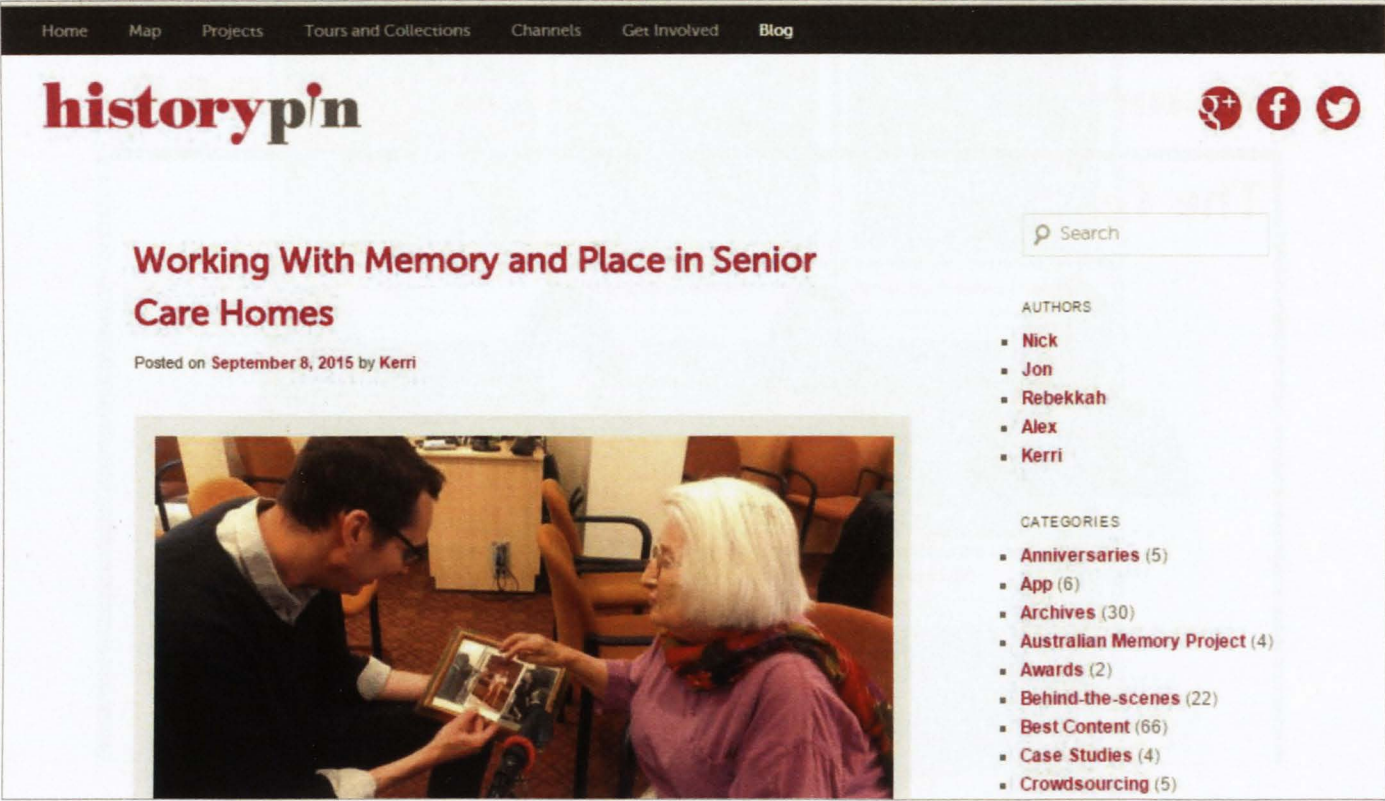 Home Map Projects Tours and Collections Channels Get Involved Blog
historypin
g+ f
Search
Working With Memory and Place in Senior
Care Homes
Posted on September 8, 2015 by Kerri
AUTHORS
Nick
Jon
Rebekkah
Alex
Kerri
CATEGORIES
Anniversaries (5)
App (6)
Archives (30)
Australian Memory Project (4)
Awards (2)
Behind-the-scenes (22)
Best Content (66)
Case Studies (4)
Crowdsourcing (5)